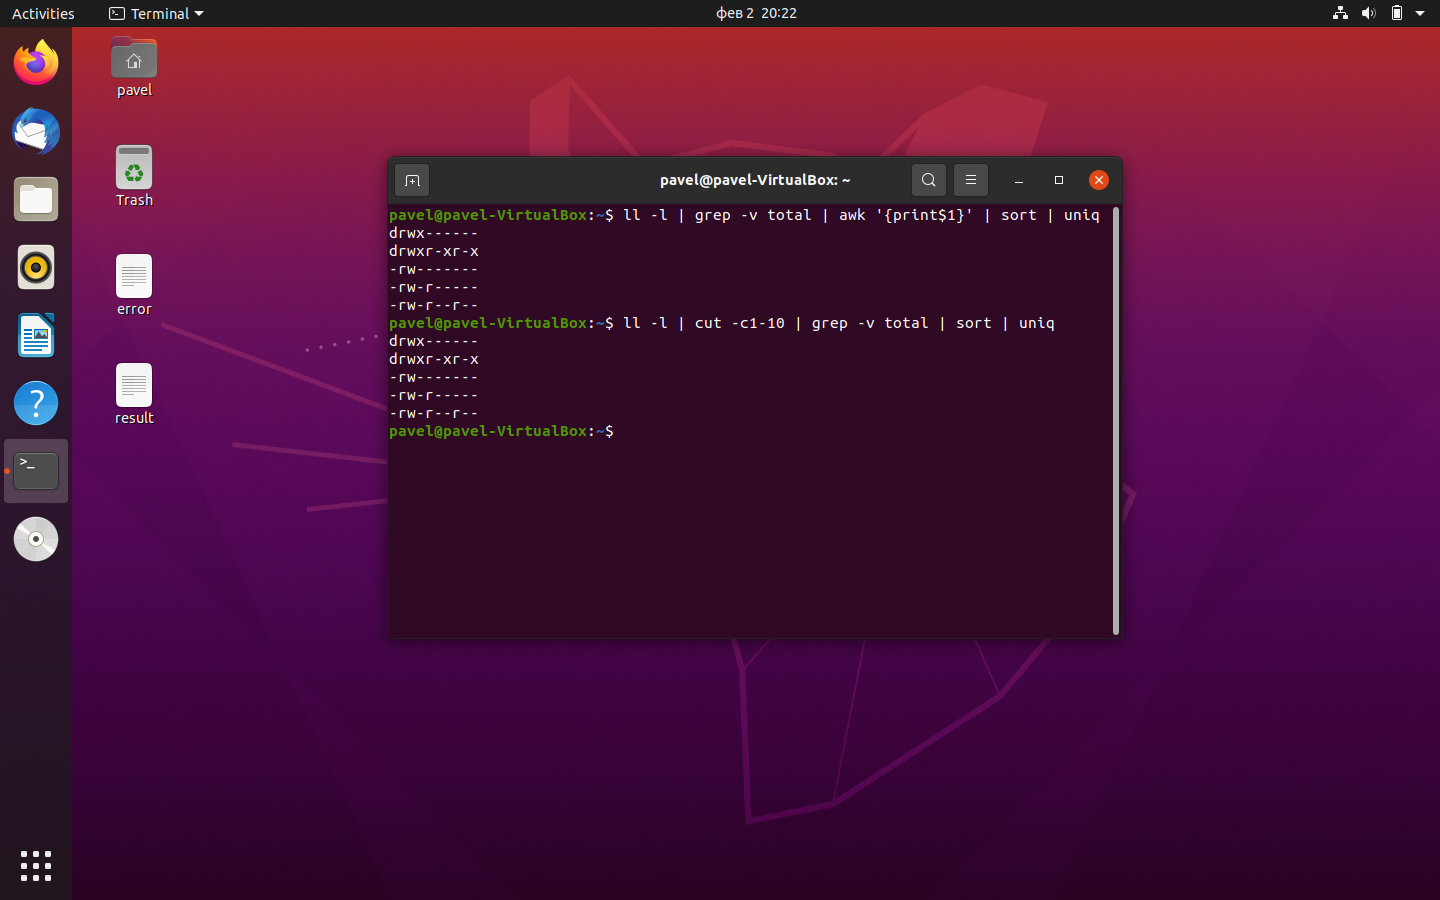 Activities
Terminal
фев 2 20:22
pavel
Trash
error
result
pavel@pavel-VirtualBox: ~
pavel@pavel-VirtualBox:~$ ll -l | grep -v total | awk '{print$1}' | sort | uniq
drwx------
drwxr-xr-x
-rw-------
-rw-r-----
-rw-r--r--
pavel@pavel-VirtualBox:~$ ll -l | cut -c1-10 | grep -v total | sort | uniq
drwx------
drwxr-xr-x
-rw-------
-rw-r-----
-rw-r--r--
pavel@pavel-VirtualBox:~$